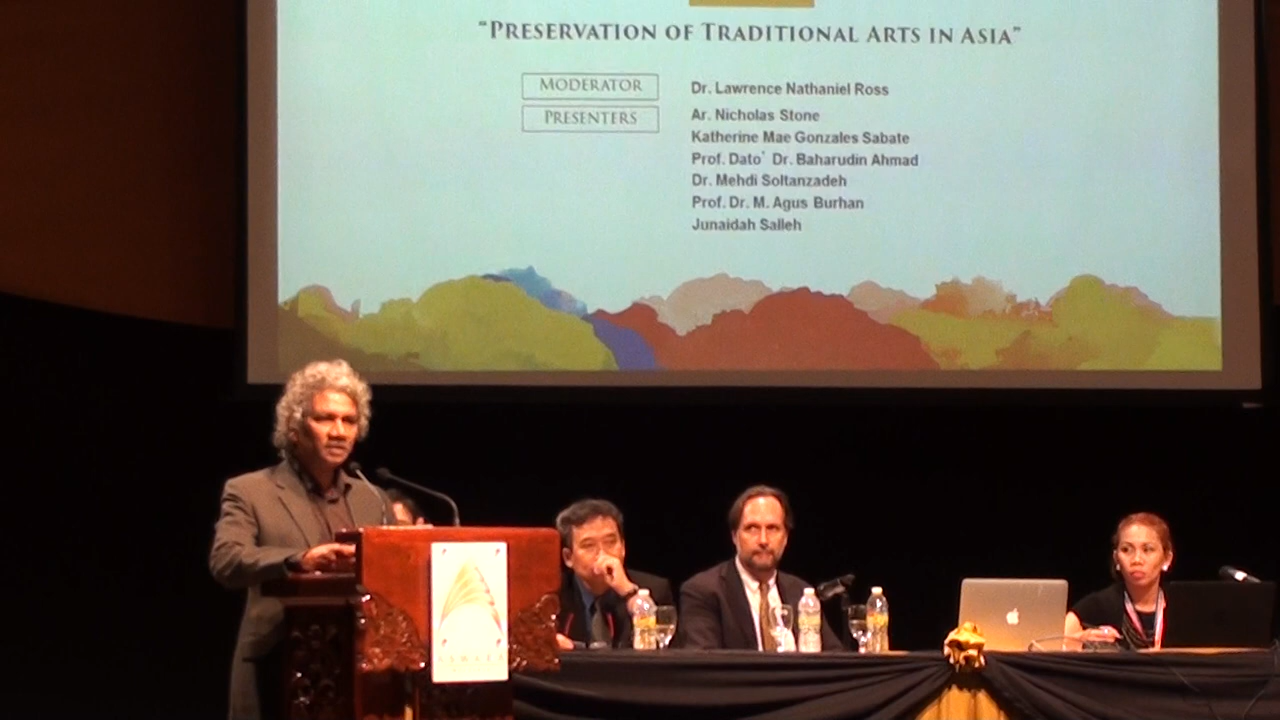 “PRESERVATION OF TRADITIONAL ARTS IN ASIA”
MODERATOR
Dr. Lawrence Nathaniel Ross
PRESENTERS
Ar. Nicholas Stone
Katherine Mae Gonzales Sabate
Prof. Dato' Dr. Baharudin Ahmad
Dr. Mehdi Soltanzadeh
Prof. Dr. M. Agus Burhan
Junaidah Salleh